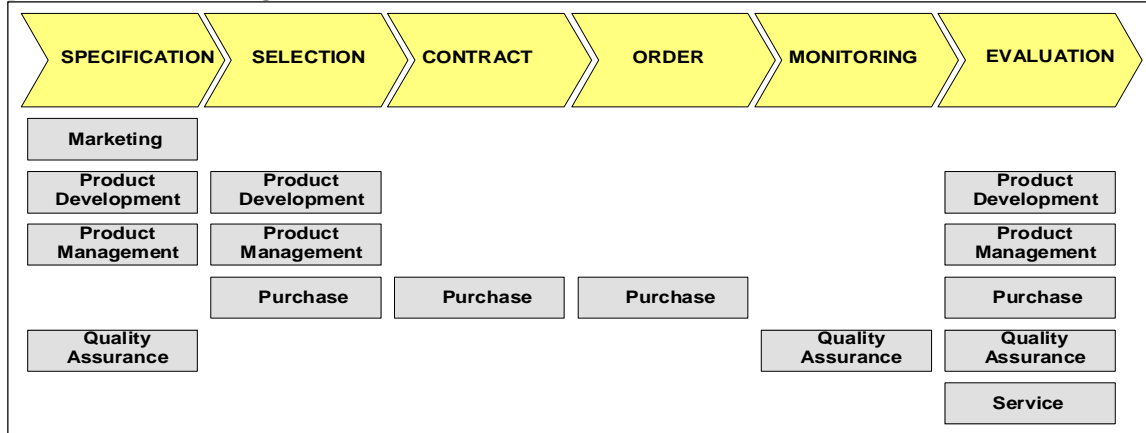 SPECIFICATION SELECTION CONTRACT ORDER MONITORING EVALUATION
Marketing
Product Development Product Development Product Development
Product Management Product Management Product Management
Purchase Purchase Purchase Purchase
Quality Assurance Quality Assurance Quality Assurance
Service